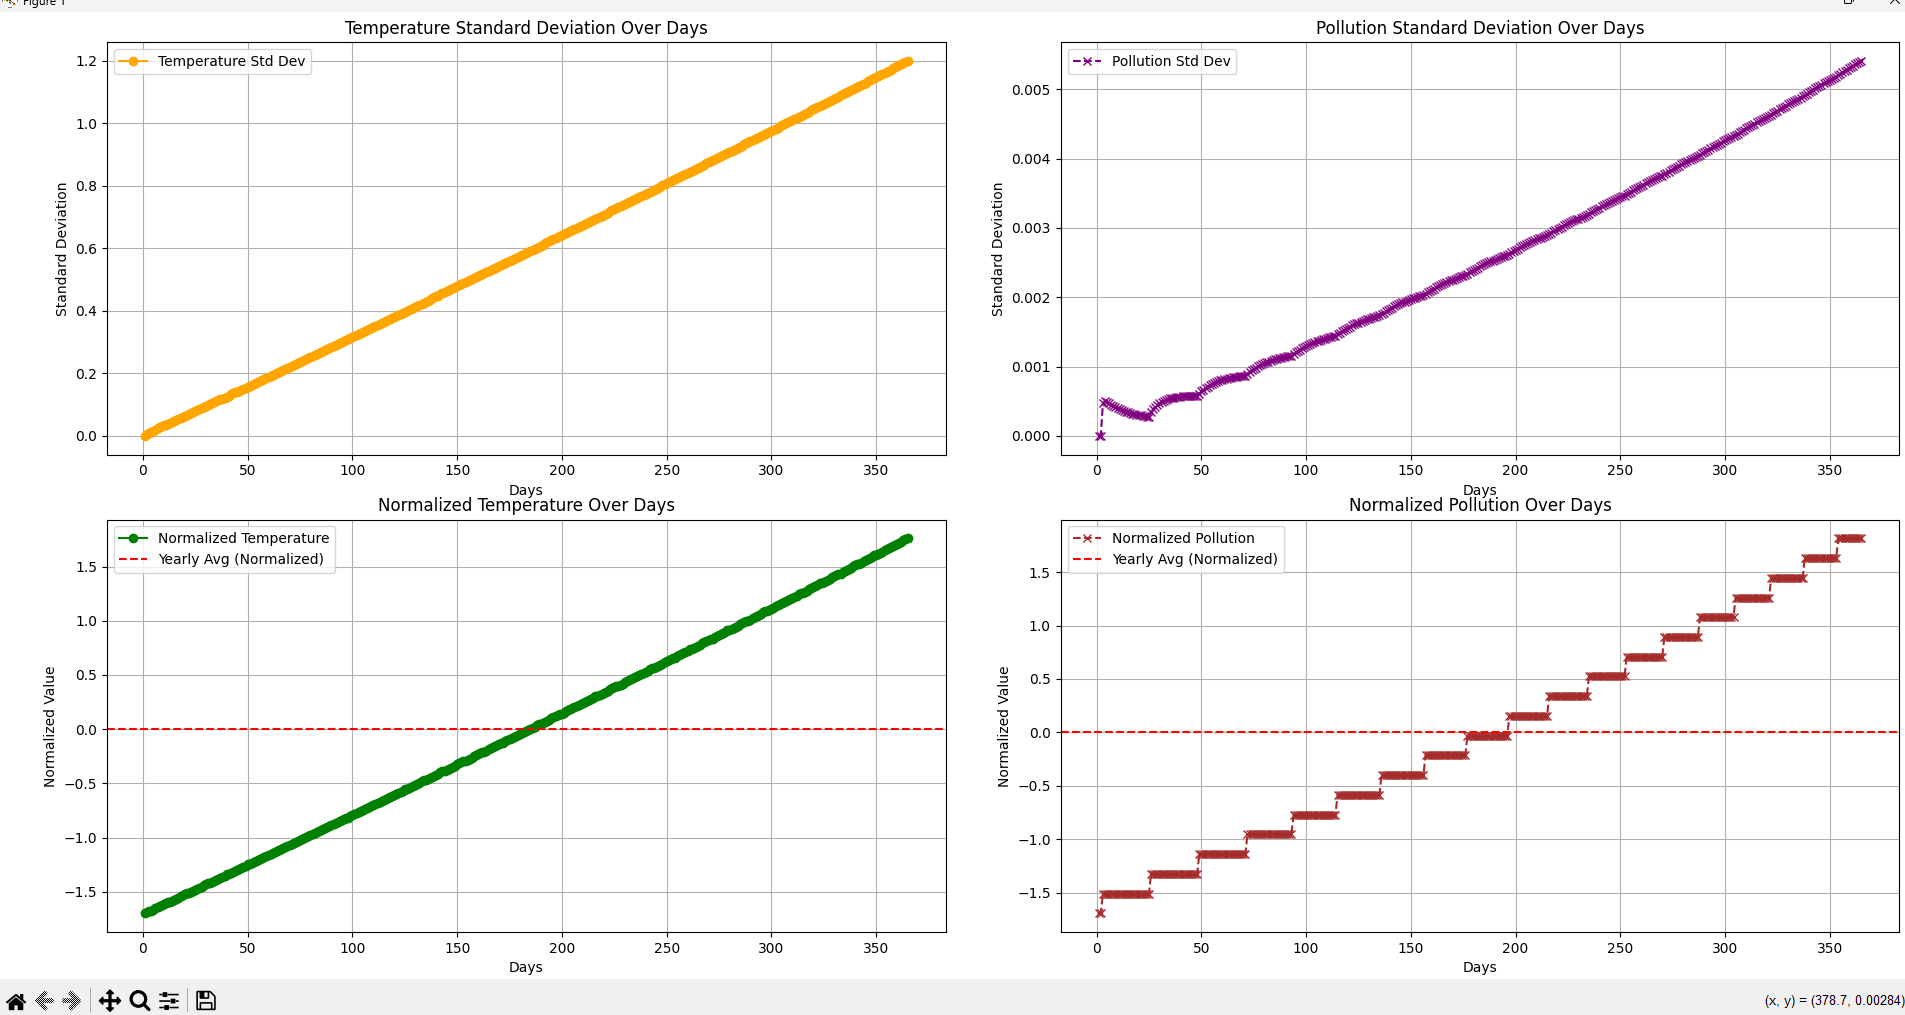 Figure 1
Temperature Standard Deviation Over Days
Temperature Std Dev
Standard Deviation
1.2
1.0
0.8
0.6
0.4
0.2
0.0
0 50 100 150 200 250 300 350
Days
Pollution Standard Deviation Over Days
Pollution Std Dev
Standard Deviation
0.005
0.004
0.003
0.002
0.001
0.000
0 50 100 150 200 250 300 350
Days
Normalized Temperature Over Days
Normalized Temperature
Yearly Avg (Normalized)
Normalized Value
1.5
1.0
0.5
0.0
−0.5
−1.0
−1.5
0 50 100 150 200 250 300 350
Days
Normalized Pollution Over Days
Normalized Pollution
Yearly Avg (Normalized)
Normalized Value
1.5
1.0
0.5
0.0
−0.5
−1.0
−1.5
0 50 100 150 200 250 300 350
Days
(x, y) = (378.7, 0.00284)